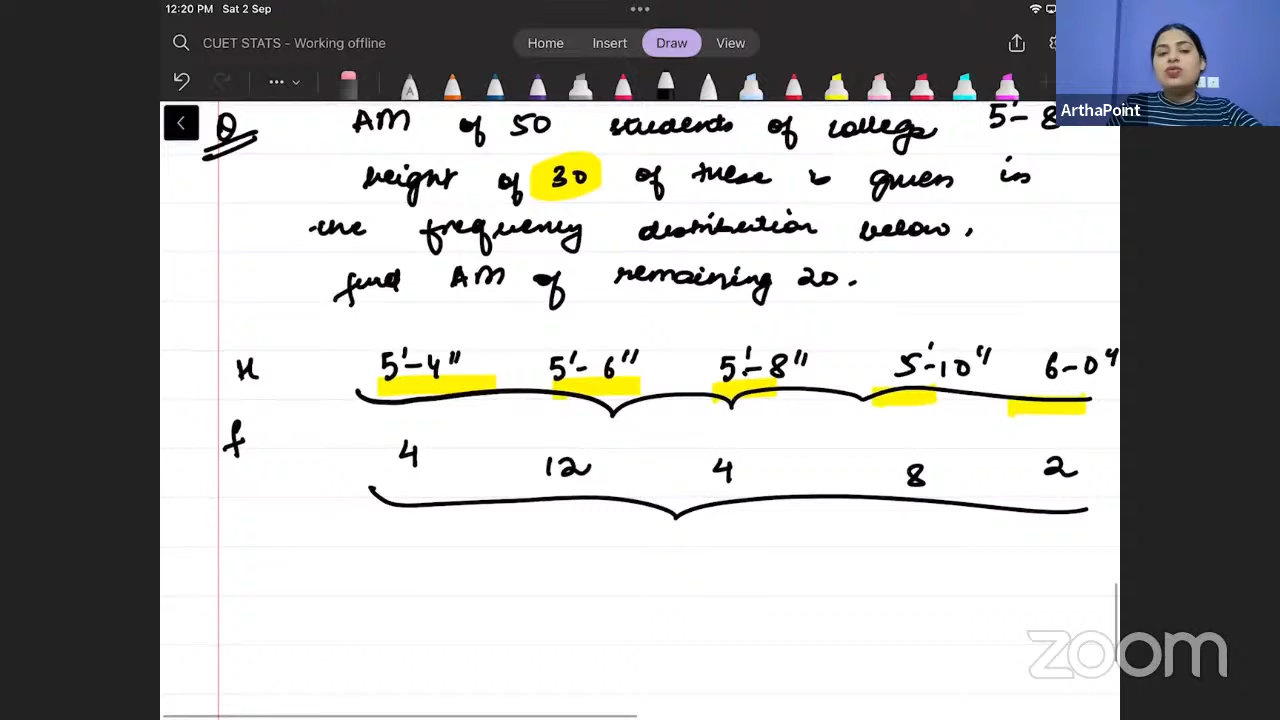 12:20 PM Sat 2 Sep
CUET STATS - Working offline
Home Insert Draw View
ArthaPoint
Q AM of 50 students of college 5'-8
height of 30 of these is given in
the frequency distribution below.
find AM of remaining 20.
H 5'-4" 5'-6" 5'-8" 5'-10" 6-0"
f 4 12 4 8 2
zoom